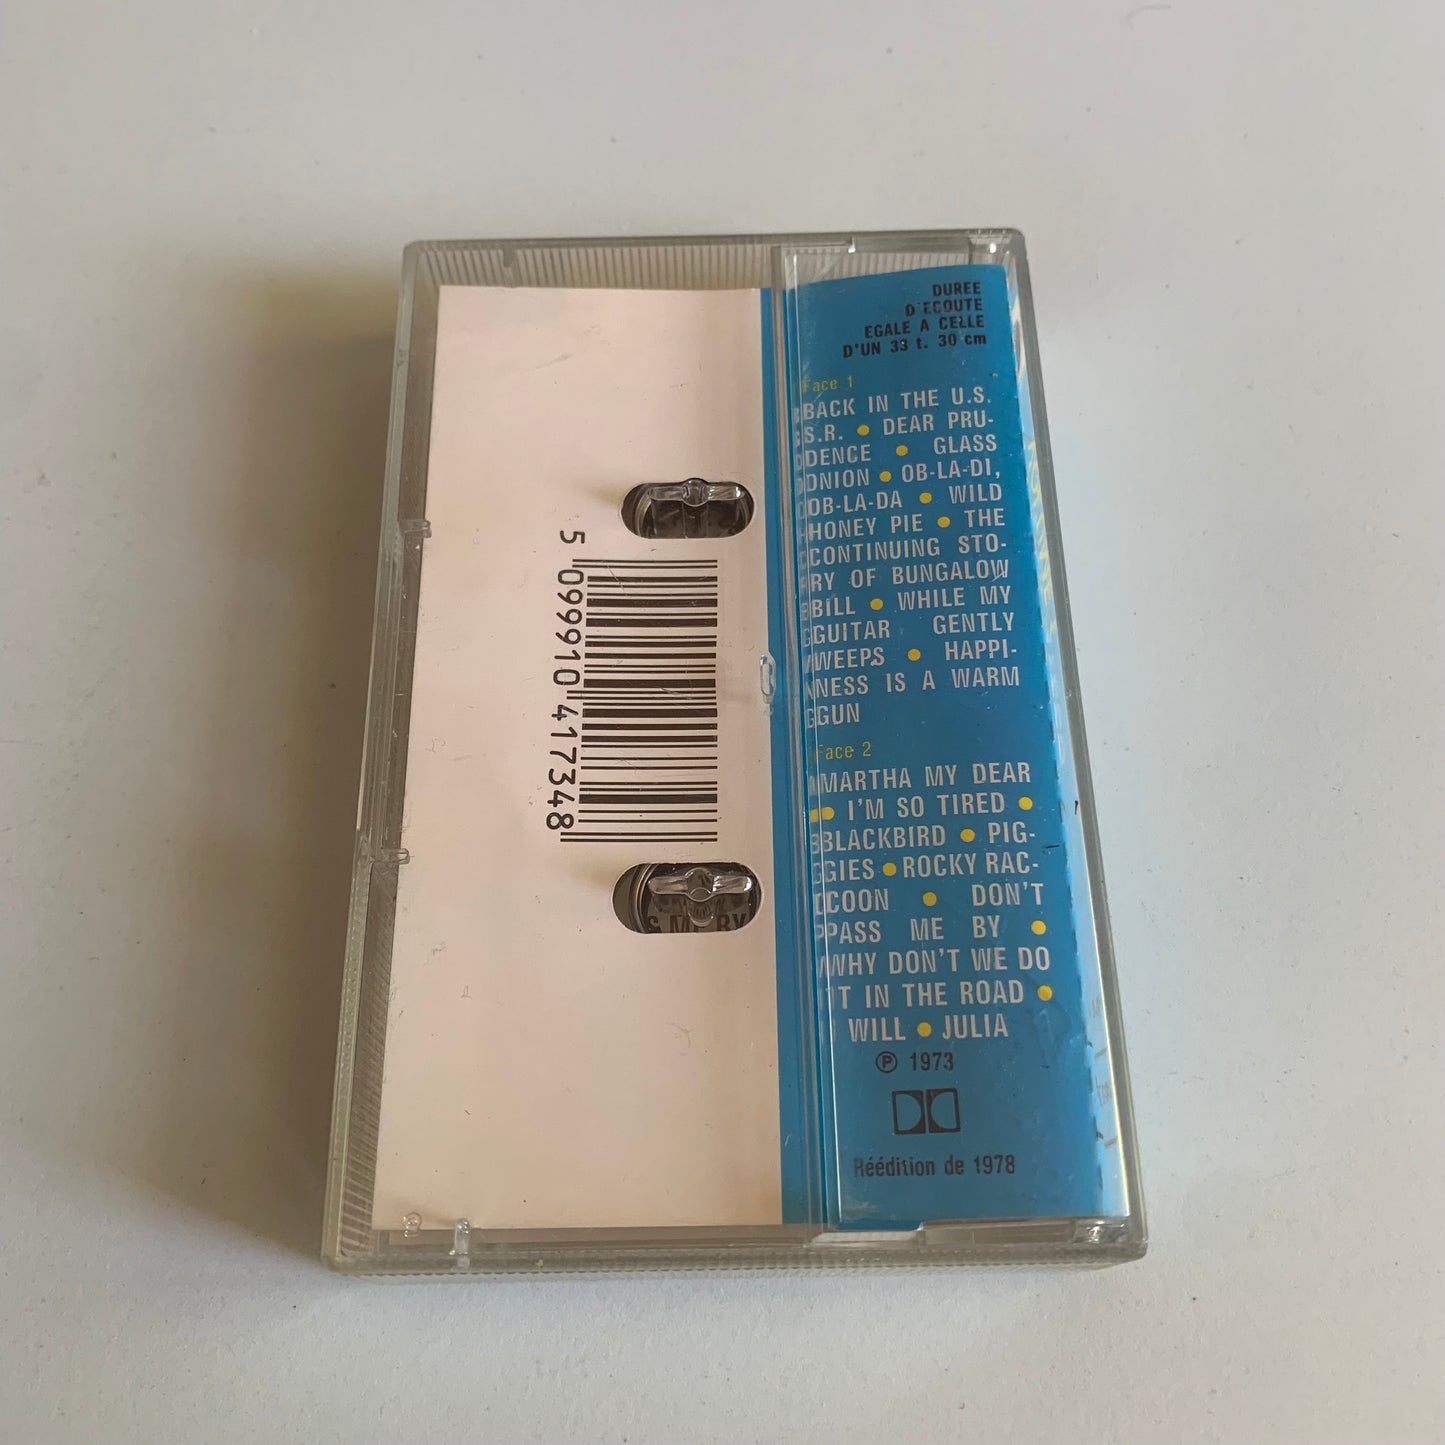 DUREE
D'ECOUTE
EGALE A CELLE
D'UN 33 t. 30 cm
Face 1
BACK IN THE U.S.
S.R. ● DEAR PRU-
DENCE ● GLASS
ONION ● OB-LA-DI,
OB-LA-DA ● WILD
HONEY PIE ● THE
CONTINUING STO-
RY OF BUNGALOW
BILL ● WHILE MY
GUITAR GENTLY
WEEPS ● HAPPI-
NESS IS A WARM
GUN
Face 2
MARTHA MY DEAR
● I'M SO TIRED ●
BLACKBIRD ● PIG-
GIES ● ROCKY RAC-
COON ● DON'T
PASS ME BY ●
WHY DON'T WE DO
IT IN THE ROAD ●
I WILL ● JULIA
℗ 1973
Réédition de 1978
5 099910 417348
ME BY